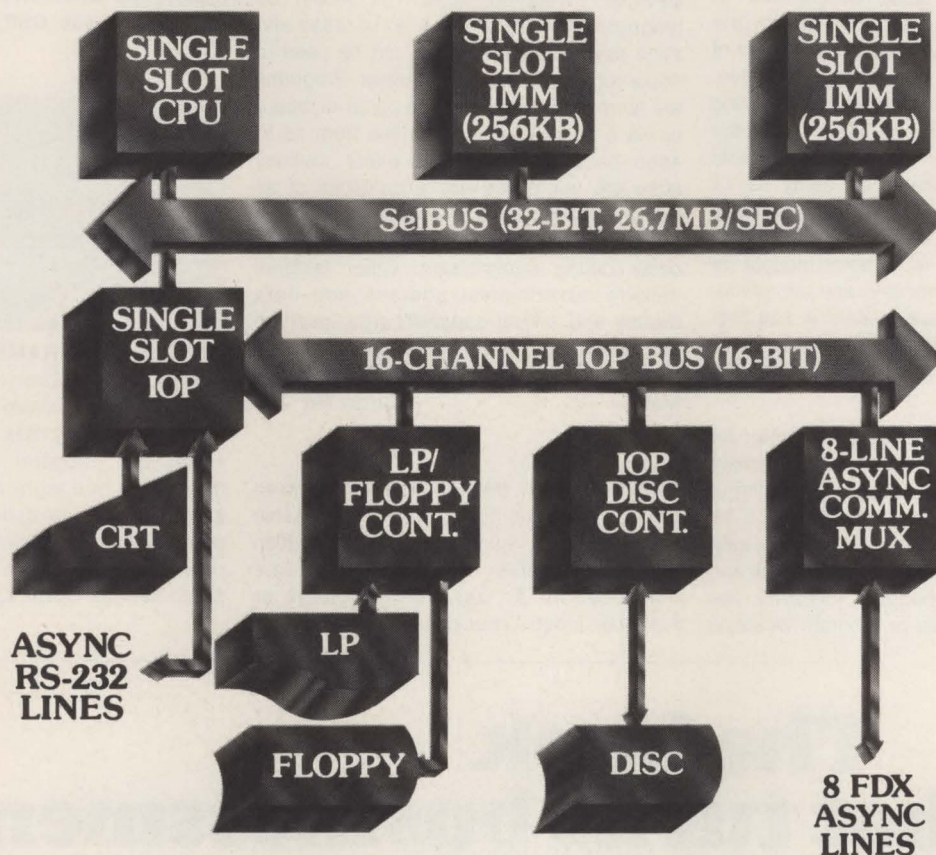 SINGLE
SLOT
CPU
SINGLE
SLOT
IMM
(256KB)
SINGLE
SLOT
IMM
(256KB)
SelBUS (32-BIT, 26.7 MB/SEC)
SINGLE
SLOT
IOP
16-CHANNEL IOP BUS (16-BIT)
LP/
FLOPPY
CONT.
IOP
DISC
CONT.
8-LINE
ASYNC
COMM.
MUX
CRT
ASYNC
RS-232
LINES
LP
FLOPPY
DISC
8 FDX
ASYNC
LINES